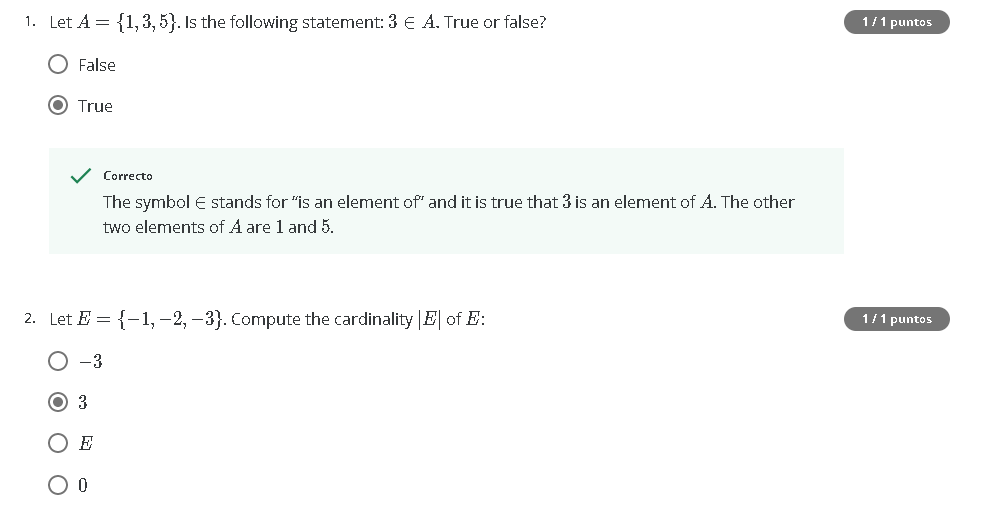 1. Let A = {1, 3, 5}. Is the following statement: 3 ∈ A. True or false?
1 / 1 puntos
False
True
Correcto
The symbol ∈ stands for "is an element of" and it is true that 3 is an element of A. The other
two elements of A are 1 and 5.
2. Let E = {−1, −2, −3}. Compute the cardinality |E| of E:
1 / 1 puntos
−3
3
E
0